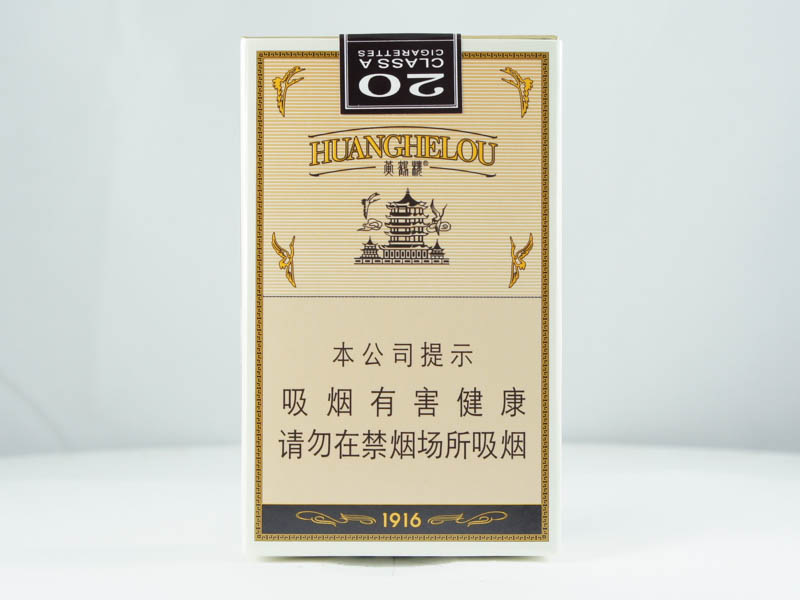 20
CLASS A
CIGARETTES
HUANGHELOU
黄鹤楼®
本公司提示
吸烟有害健康
请勿在禁烟场所吸烟
1916